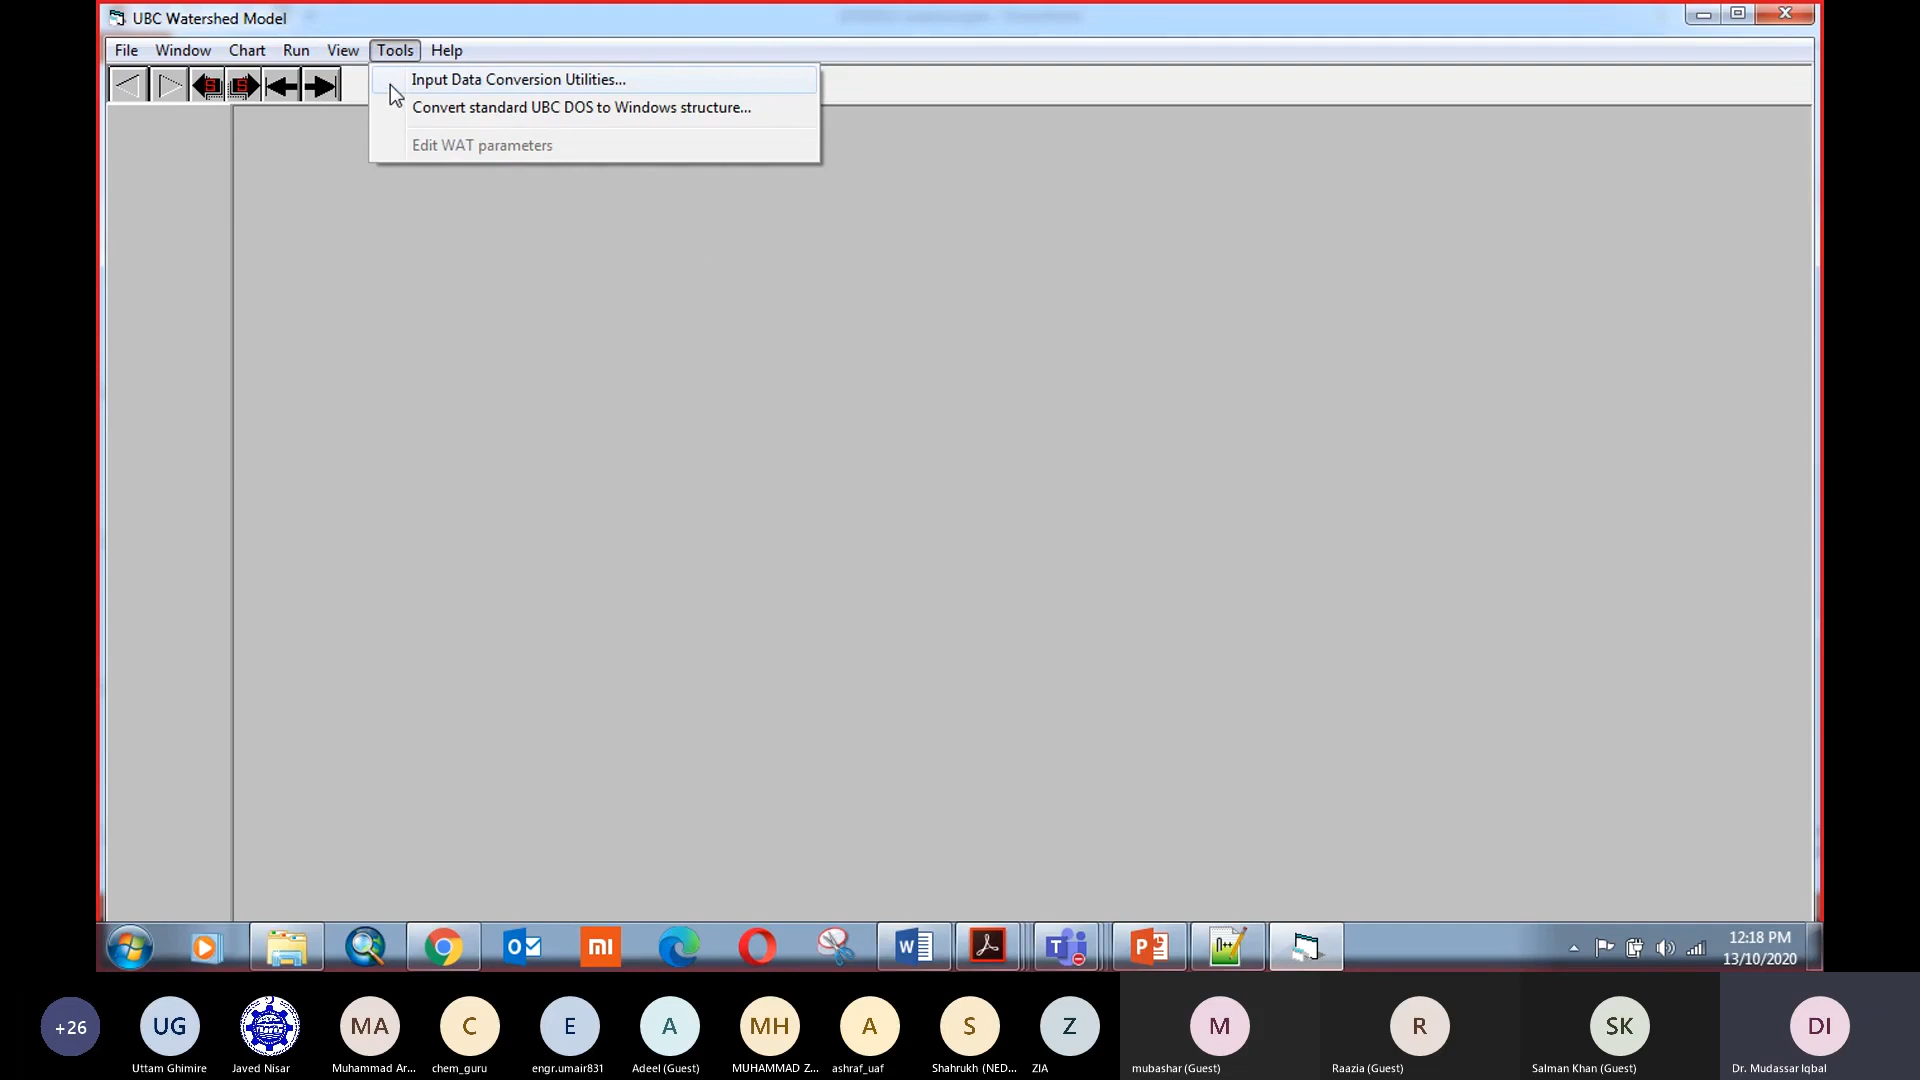 UBC Watershed Model
File Window Chart Run View Tools Help
Input Data Conversion Utilities...
Convert standard UBC DOS to Windows structure...
Edit WAT parameters
12:18 PM
13/10/2020
+26
UG
MA
C
E
A
MH
A
S
Z
M
R
SK
DI
Uttam Ghimire
Javed Nisar
Muhammad Ar...
chem_guru
engr.umair831
Adeel (Guest)
MUHAMMAD Z...
ashraf_uaf
Shahrukh (NED...
ZIA
mubashar (Guest)
Raazia (Guest)
Salman Khan (Guest)
Dr. Mudassar Iqbal